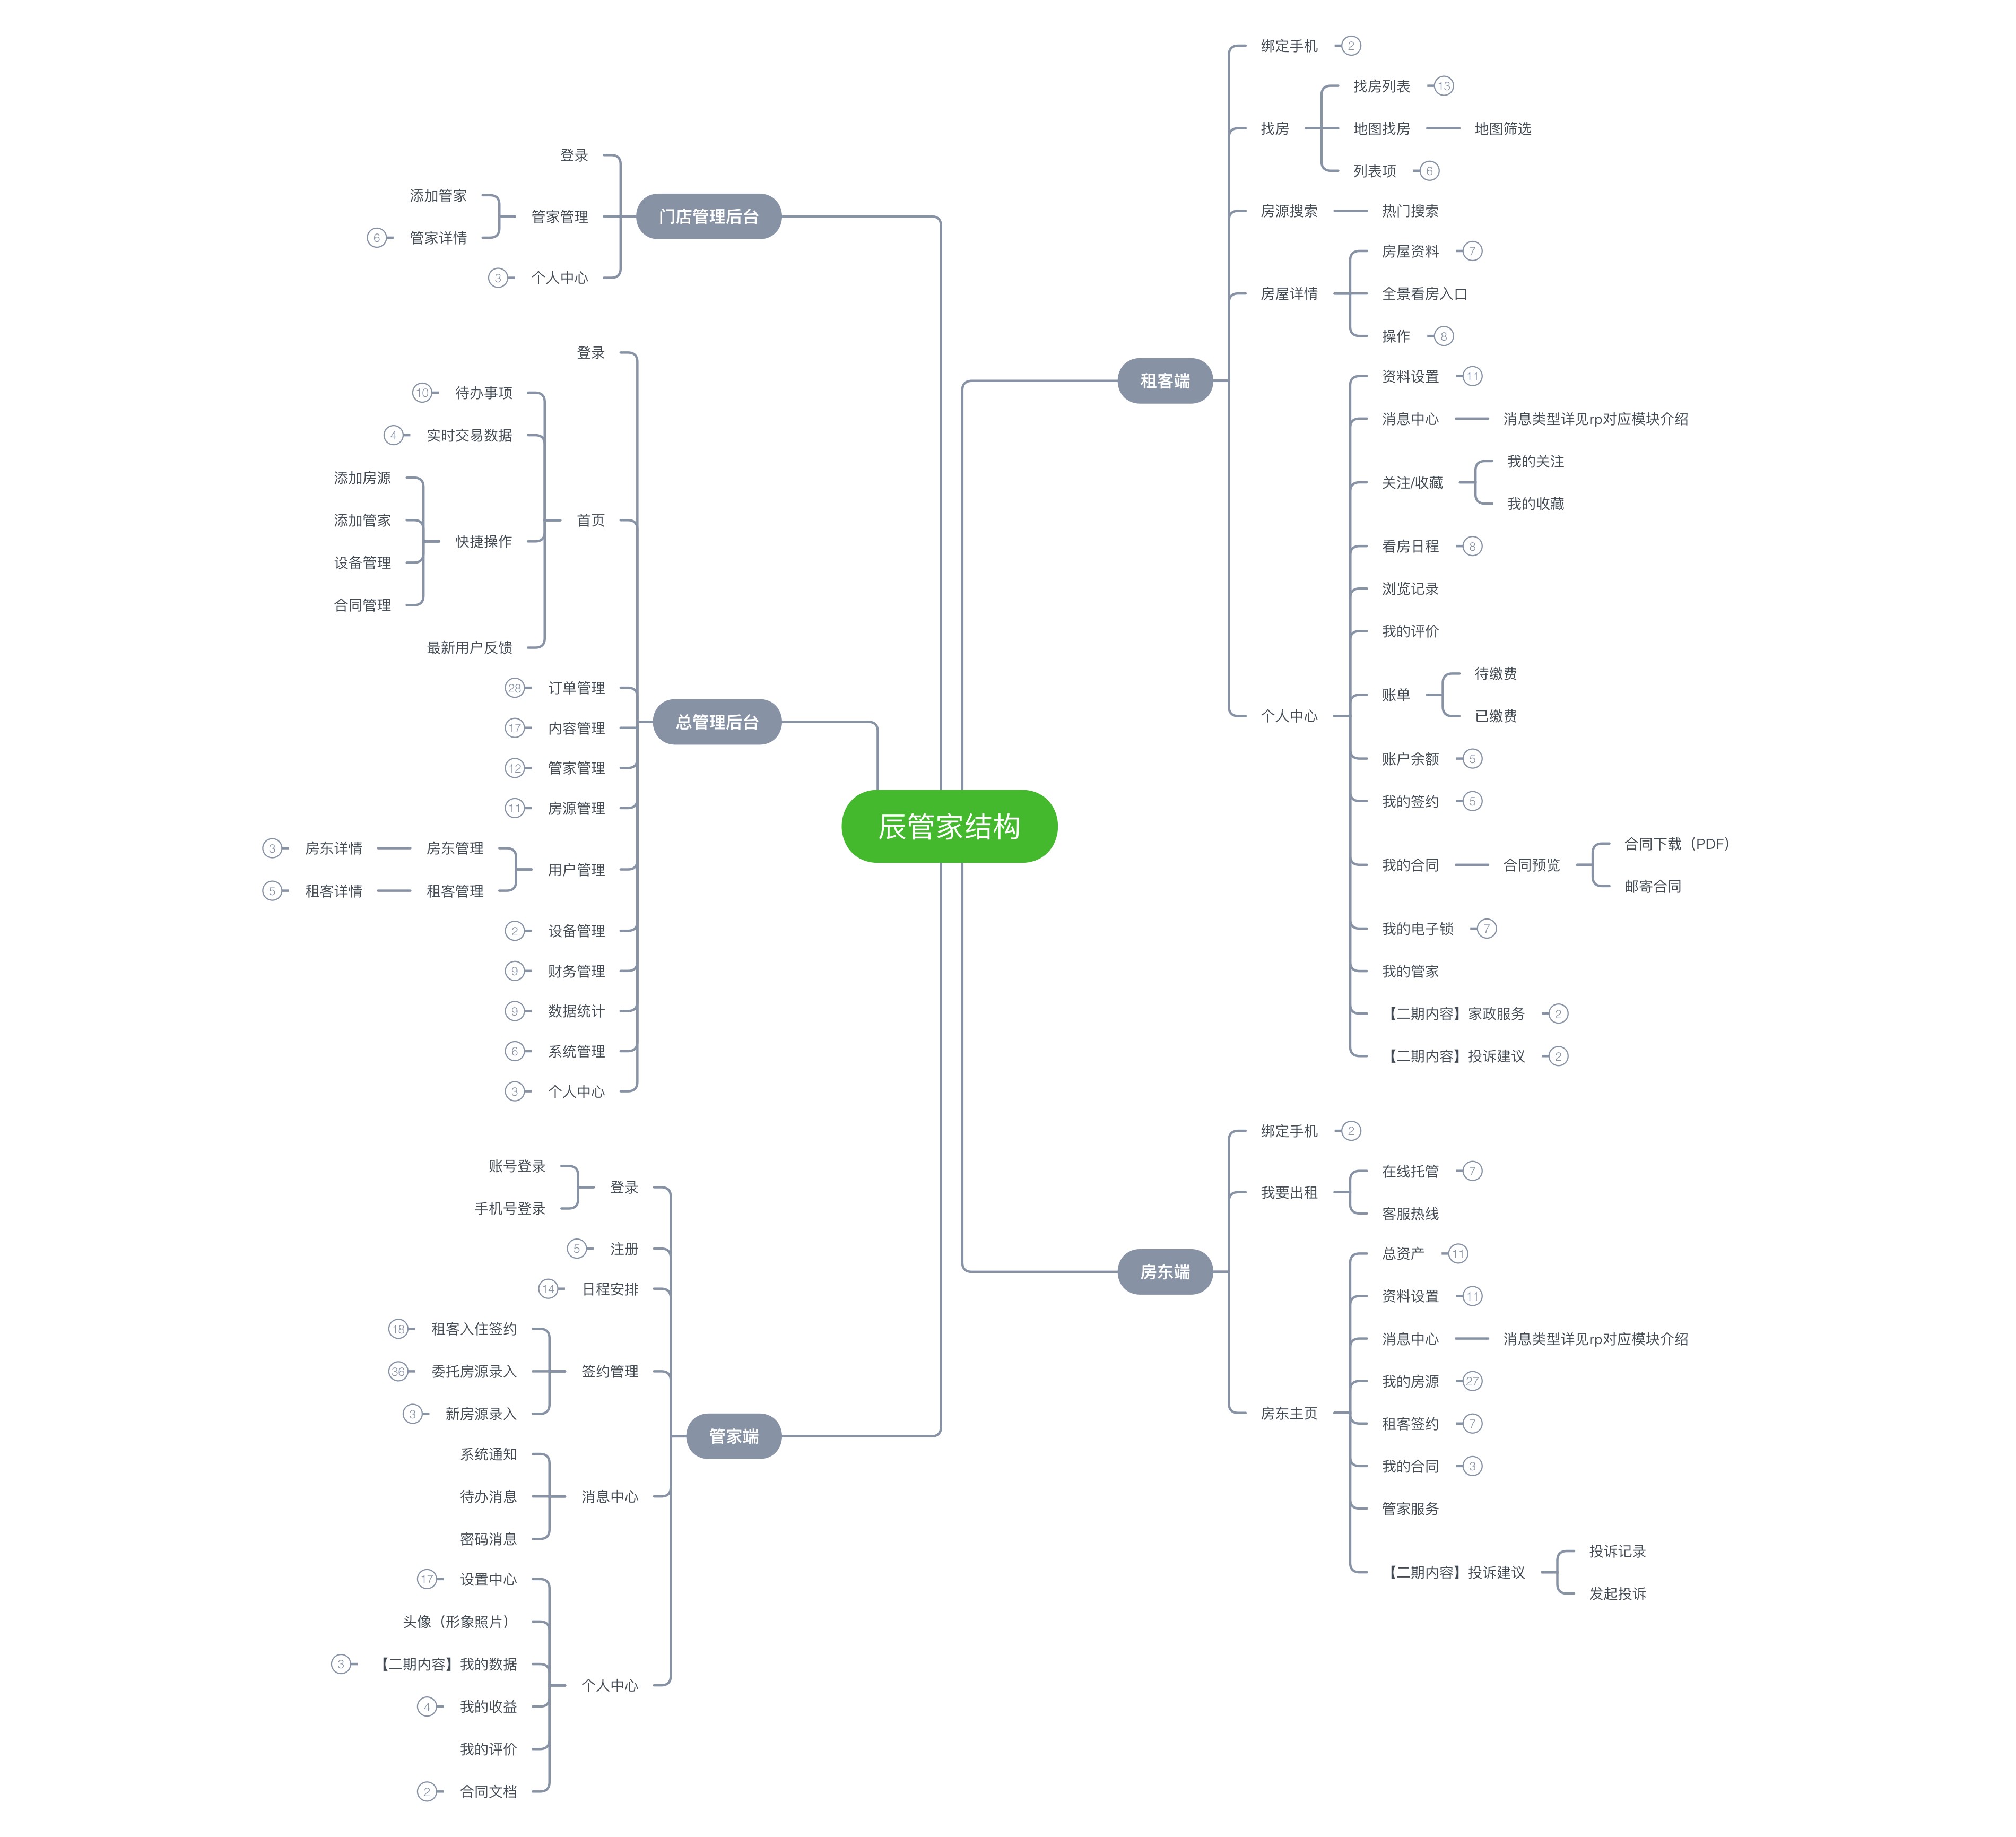 辰管家结构
租客端
绑定手机 2
找房
找房列表 13
地图找房
地图筛选
列表项 6
房源搜索
热门搜索
房屋详情
房屋资料 7
全景看房入口
操作 8
个人中心
资料设置 11
消息中心
消息类型详见rp对应模块介绍
关注/收藏
我的关注
我的收藏
看房日程 8
浏览记录
我的评价
账单
待缴费
已缴费
账户余额 5
我的签约 5
我的合同
合同预览
合同下载（PDF）
邮寄合同
我的电子锁 7
我的管家
【二期内容】家政服务 2
【二期内容】投诉建议 2
房东端
绑定手机 2
我要出租
在线托管 7
客服热线
房东主页
总资产 11
资料设置 11
消息中心
消息类型详见rp对应模块介绍
我的房源 27
租客签约 7
我的合同 3
管家服务
【二期内容】投诉建议
投诉记录
发起投诉
门店管理后台
登录
管家管理
添加管家
管家详情 6
个人中心 3
总管理后台
登录
首页
待办事项 10
实时交易数据 4
快捷操作
添加房源
添加管家
设备管理
合同管理
最新用户反馈
订单管理 28
内容管理 17
管家管理 12
房源管理 11
用户管理
房东管理
房东详情 3
租客管理
租客详情 5
设备管理 2
财务管理 9
数据统计 9
系统管理 6
个人中心 3
管家端
登录
账号登录
手机号登录
注册 5
日程安排 14
签约管理
租客入住签约 18
委托房源录入 36
新房源录入 3
消息中心
系统通知
待办消息
密码消息
个人中心
设置中心 17
头像（形象照片）
【二期内容】我的数据 3
我的收益 4
我的评价
合同文档 2